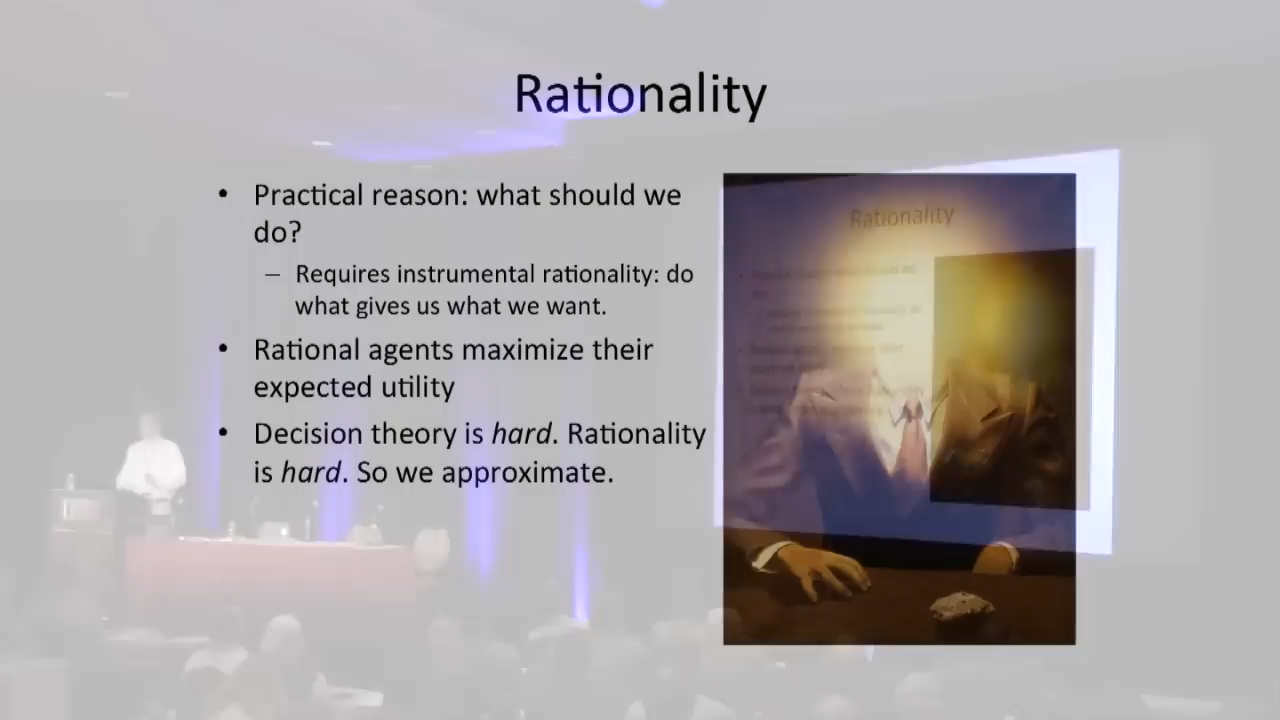 Rationality
• Practical reason: what should we
do?
– Requires instrumental rationality: do
what gives us what we want.
• Rational agents maximize their
expected utility
• Decision theory is hard. Rationality
is hard. So we approximate.
Rationality